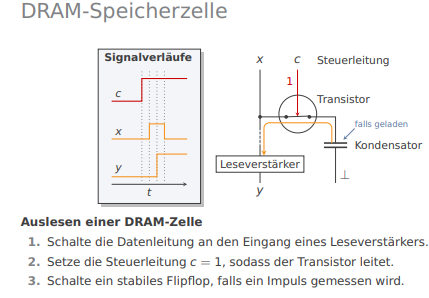 DRAM-Speicherzelle
Signalverläufe
c
x
y
t
x c Steuerleitung
1
Transistor
falls geladen
Kondensator
Leseverstärker
⊥
y
Auslesen einer DRAM-Zelle
1. Schalte die Datenleitung an den Eingang eines Leseverstärkers.
2. Setze die Steuerleitung c = 1, sodass der Transistor leitet.
3. Schalte ein stabiles Flipflop, falls ein Impuls gemessen wird.